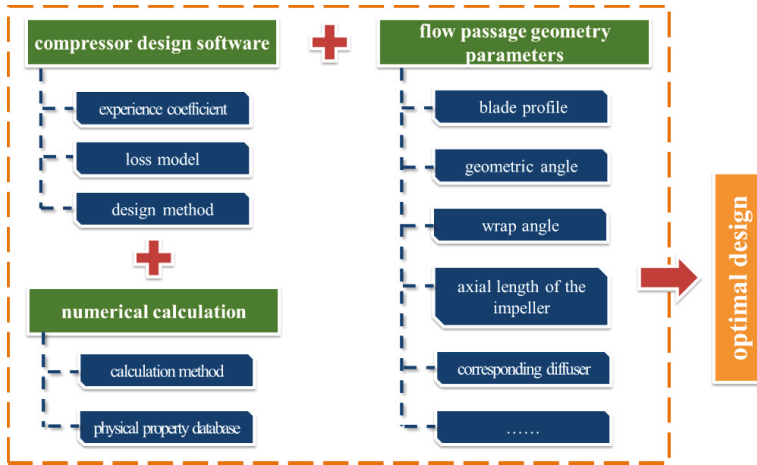 compressor design software
experience coefficient
loss model
design method
numerical calculation
calculation method
physical property database
flow passage geometry
parameters
blade profile
geometric angle
wrap angle
axial length of the
impeller
corresponding diffuser
……
optimal design